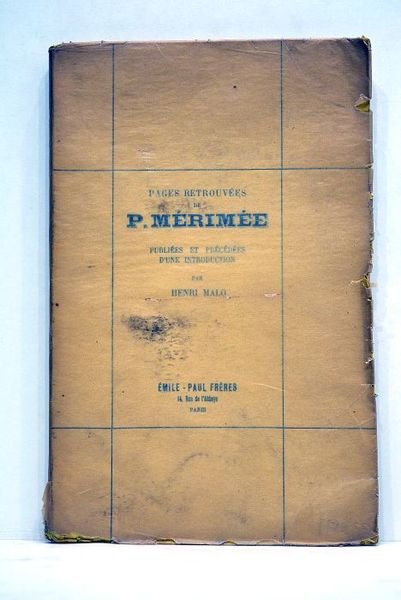 PAGES RETROUVÉES
DE
P. MÉRIMÉE
PUBLIÉES ET PRÉCÉDÉES
D'UNE INTRODUCTION
PAR
HENRI MALO
ÉMILE-PAUL FRÈRES
14, Rue de l'Abbaye
PARIS